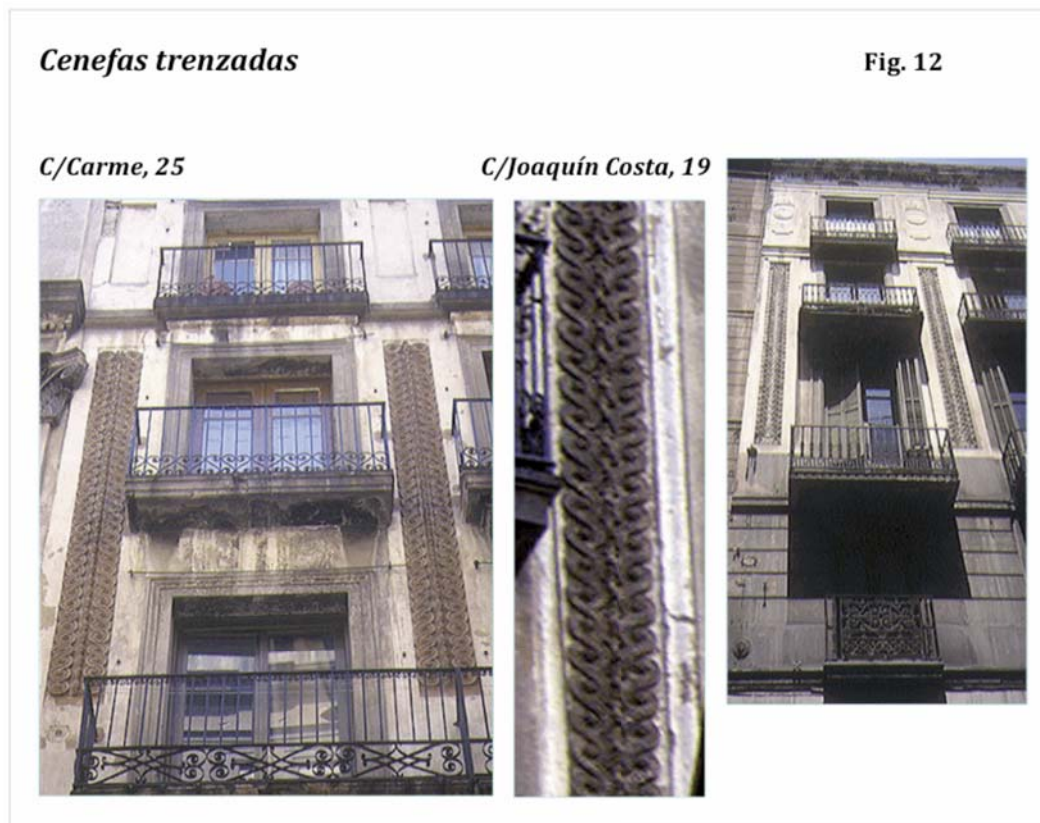 Cenefas trenzadas
Fig. 12
C/Carme, 25
C/Joaquín Costa, 19